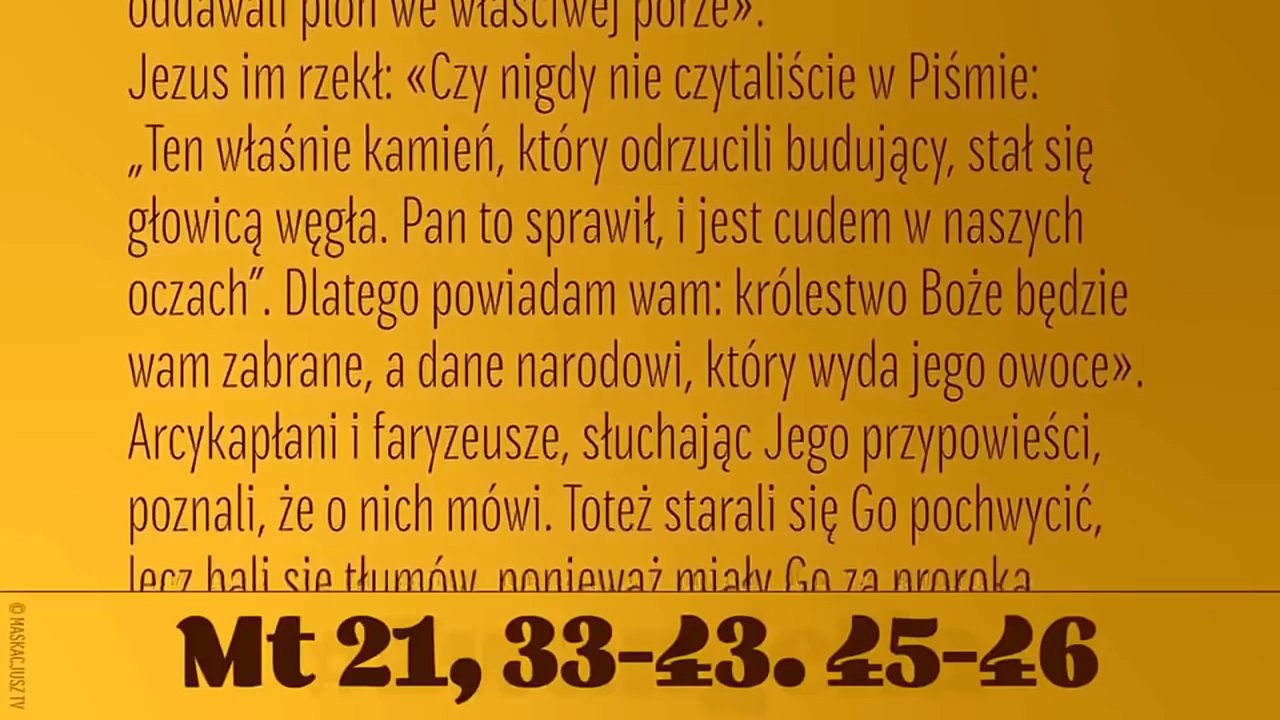 oddawali plon we właściwej porze».
Jezus im rzekł: «Czy nigdy nie czytaliście w Piśmie:
„Ten właśnie kamień, który odrzucili budujący, stał się
głowicą węgła. Pan to sprawił, i jest cudem w naszych
oczach”. Dlatego powiadam wam: królestwo Boże będzie
wam zabrane, a dane narodowi, który wyda jego owoce».
Arcykapłani i faryzeusze, słuchając Jego przypowieści,
poznali, że o nich mówi. Toteż starali się Go pochwycić,
lecz bali się tłumów, ponieważ miały Go za proroka.
Mt 21, 33-43. 45-46
© MASKACJUSZ TV